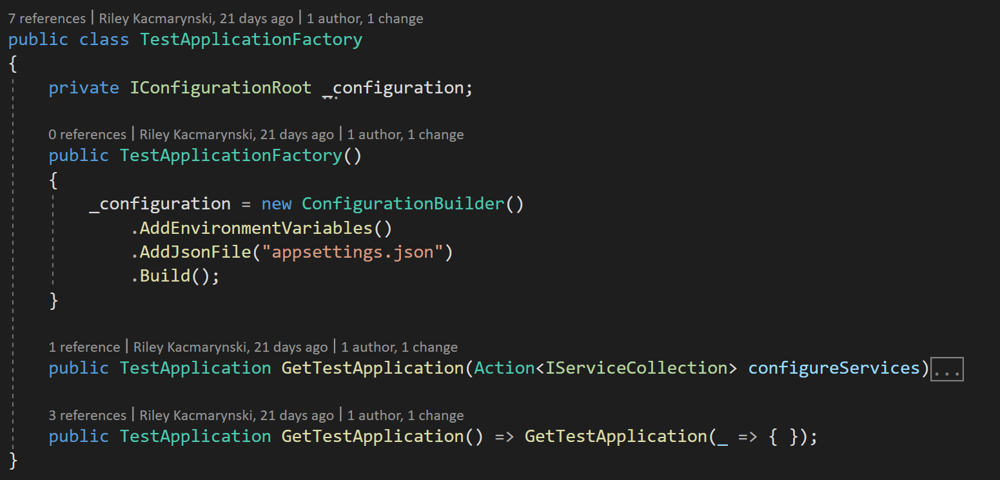 7 references | Riley Kacmarynski, 21 days ago | 1 author, 1 change
public class TestApplicationFactory
{
private IConfigurationRoot _configuration;
0 references | Riley Kacmarynski, 21 days ago | 1 author, 1 change
public TestApplicationFactory()
{
_configuration = new ConfigurationBuilder()
.AddEnvironmentVariables()
.AddJsonFile("appsettings.json")
.Build();
}
1 reference | Riley Kacmarynski, 21 days ago | 1 author, 1 change
public TestApplication GetTestApplication(Action<IServiceCollection> configureServices)...
3 references | Riley Kacmarynski, 21 days ago | 1 author, 1 change
public TestApplication GetTestApplication() => GetTestApplication(_ => { });
}